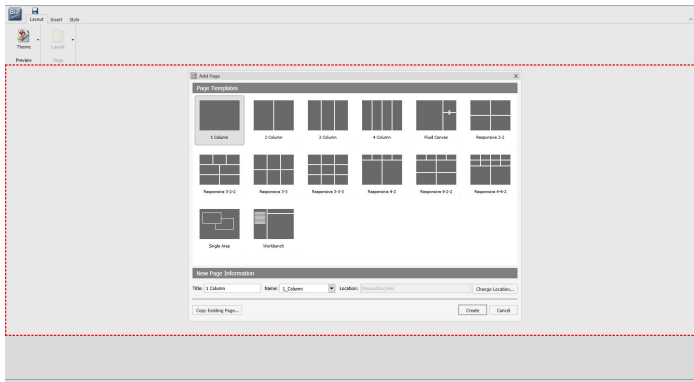 BIP
Layout Insert Style
Theme Layout
Preview Page
Add Page X
Page Templates
1 Column 2 Column 3 Column 4 Column Fluid Canvas Responsive 2-2
Responsive 3-2-2 Responsive 3-3 Responsive 3-3-3 Responsive 4-2 Responsive 4-2-2 Responsive 4-4-2
Single Area Workbench
New Page Information
Title: 1 Column Name: 1_Column Location: Change Location...
Copy Existing Page... Create Cancel